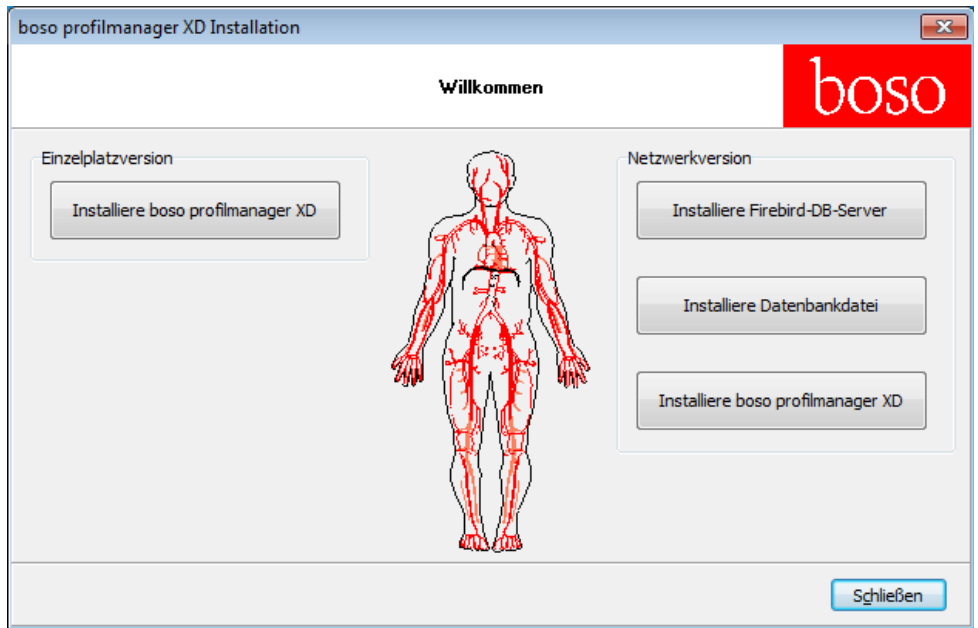 boso profilmanager XD Installation
Willkommen
boso
Einzelplatzversion
Installiere boso profilmanager XD
Netzwerkversion
Installiere Firebird-DB-Server
Installiere Datenbankdatei
Installiere boso profilmanager XD
Schließen